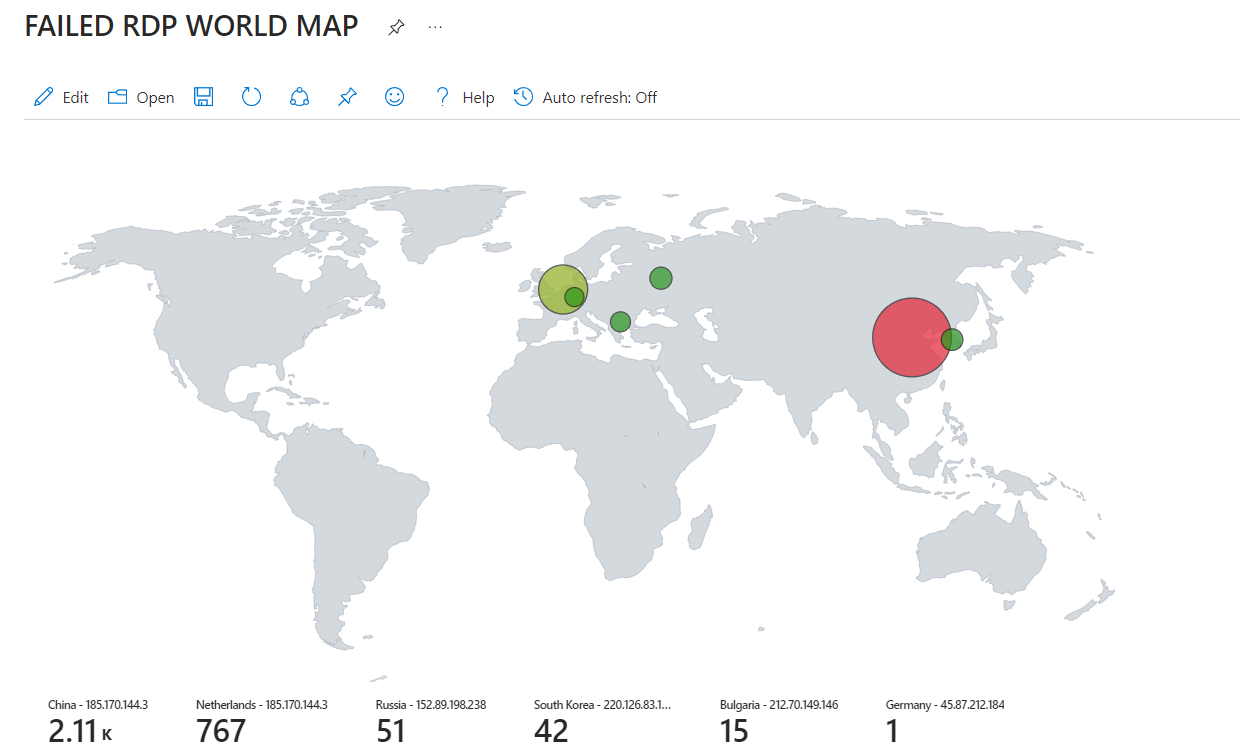 FAILED RDP WORLD MAP ...
Edit Open ? Help Auto refresh: Off
China - 185.170.144.3 Netherlands - 185.170.144.3 Russia - 152.89.198.238 South Korea - 220.126.83.1... Bulgaria - 212.70.149.146 Germany - 45.87.212.184
2.11 K 767 51 42 15 1